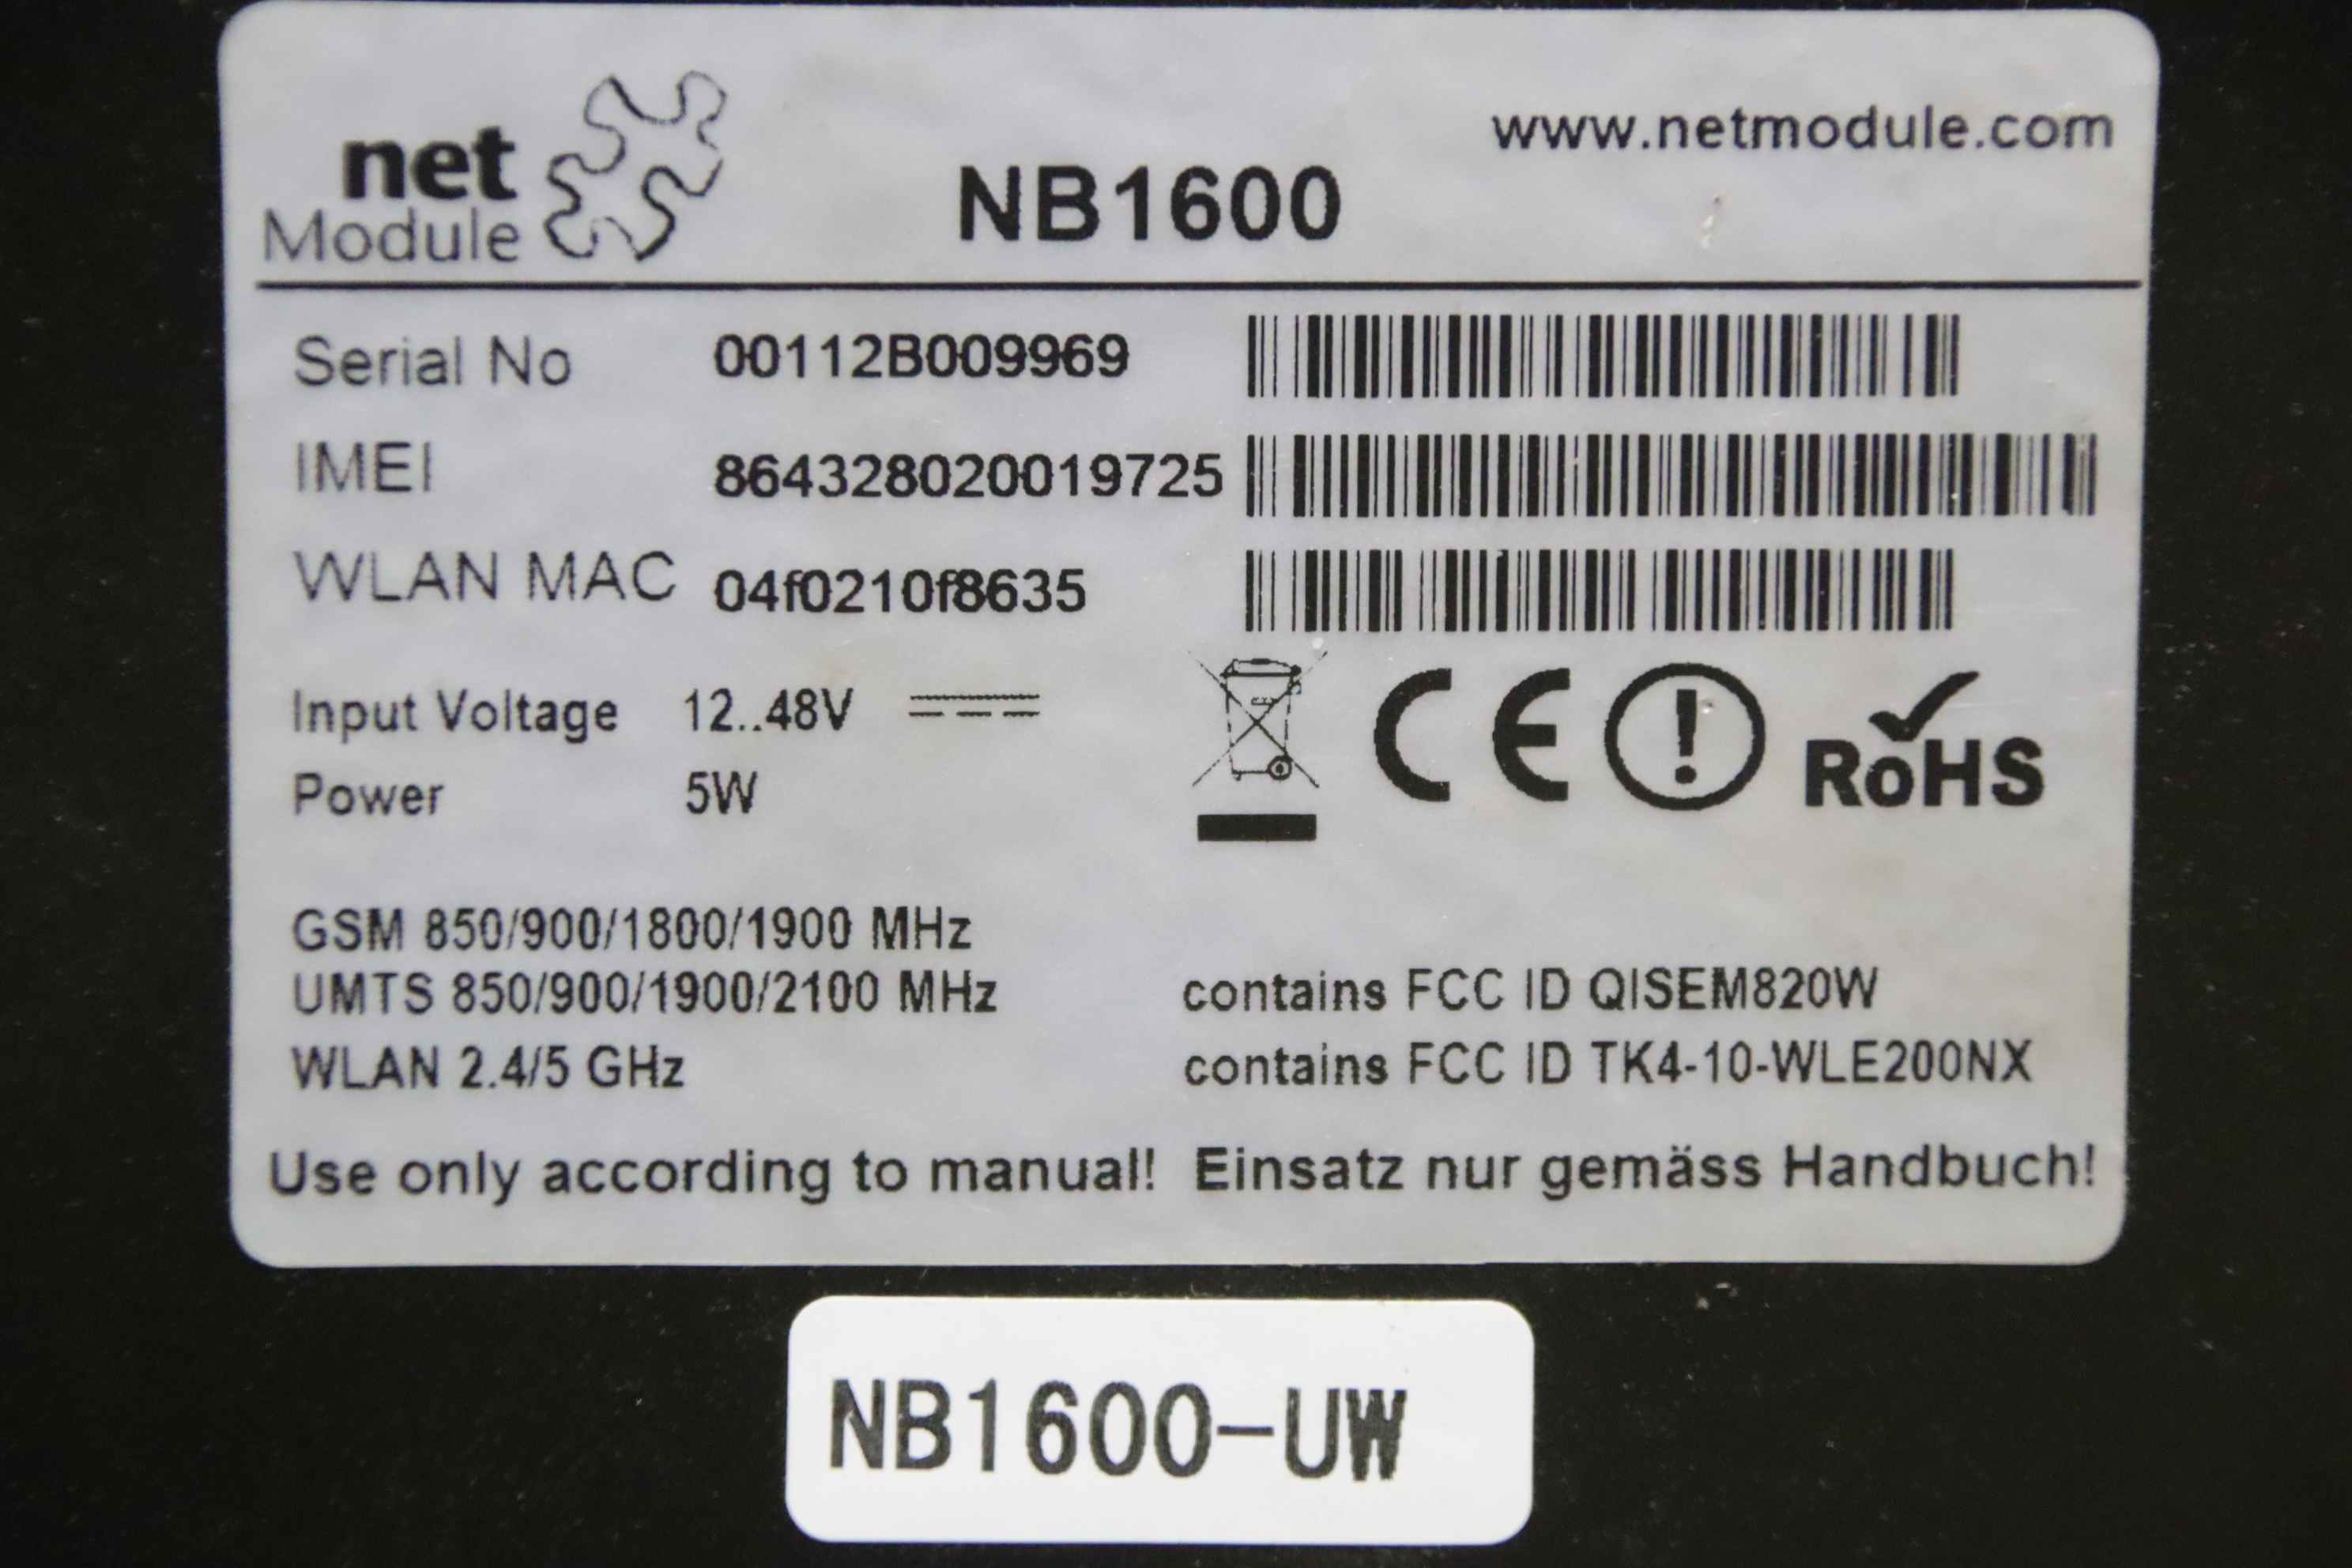 net
Module
NB1600
www.netmodule.com
Serial No 00112B009969
IMEI 864328020019725
WLAN MAC 04f0210f8635
Input Voltage 12..48V
Power 5W
CE
RoHS
GSM 850/900/1800/1900 MHz
UMTS 850/900/1900/2100 MHz contains FCC ID QISEM820W
WLAN 2.4/5 GHz contains FCC ID TK4-10-WLE200NX
Use only according to manual! Einsatz nur gemäss Handbuch!
NB1600-UW